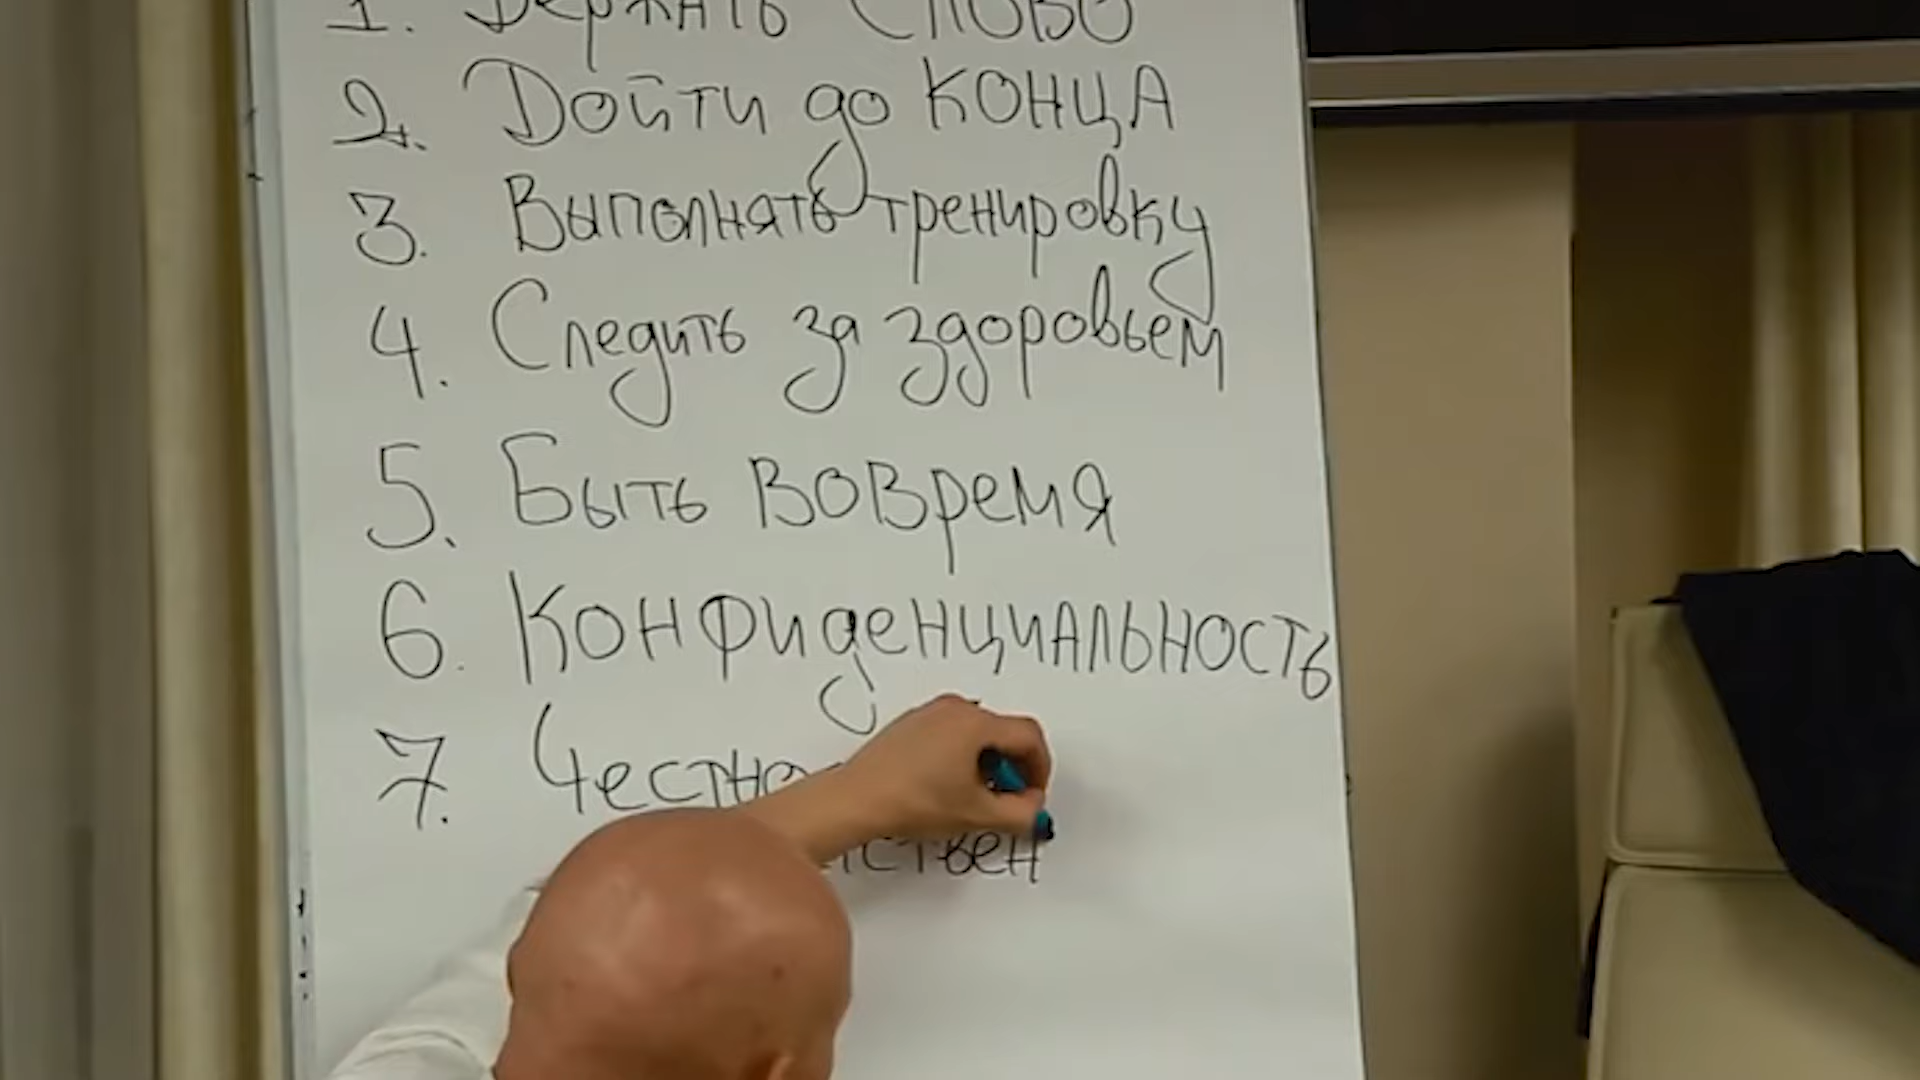 1. Держать Слово
2. Дойти до КОНЦА
3. Выполнять тренировку
4. Следить за здоровьем
5. Быть вовремя
6. Конфиденциальность
7.